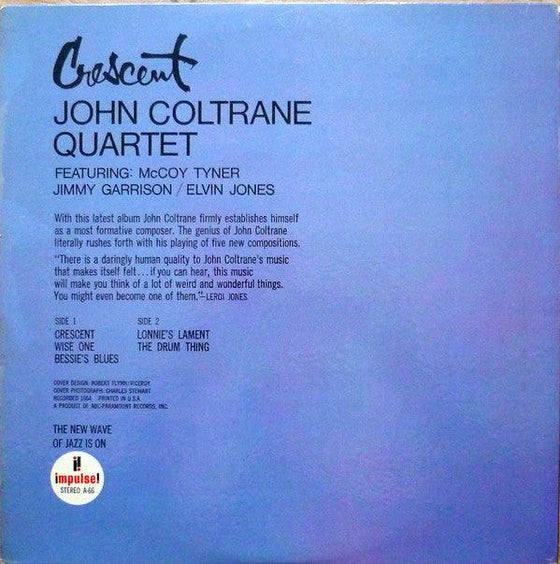 Crescent
JOHN COLTRANE
QUARTET
FEATURING: McCOY TYNER
JIMMY GARRISON / ELVIN JONES
With this latest album John Coltrane firmly establishes himself
as a most formative composer. The genius of John Coltrane
literally rushes forth with his playing of five new compositions.
"There is a daringly human quality to John Coltrane's music
that makes itself felt...if you can hear, this music
will make you think of a lot of weird and wonderful things.
You might even become one of them."—LEROI JONES
SIDE 1
CRESCENT
WISE ONE
BESSIE'S BLUES
SIDE 2
LONNIE'S LAMENT
THE DRUM THING
COVER DESIGN: ROBERT FLYNN/VICEROY
COVER PHOTOGRAPH: CHARLES STEWART
RECORDED 1964 PRINTED IN U.S.A.
A PRODUCT OF ABC-PARAMOUNT RECORDS, INC.
THE NEW WAVE
OF JAZZ IS ON
i!
impulse!
STEREO A-66